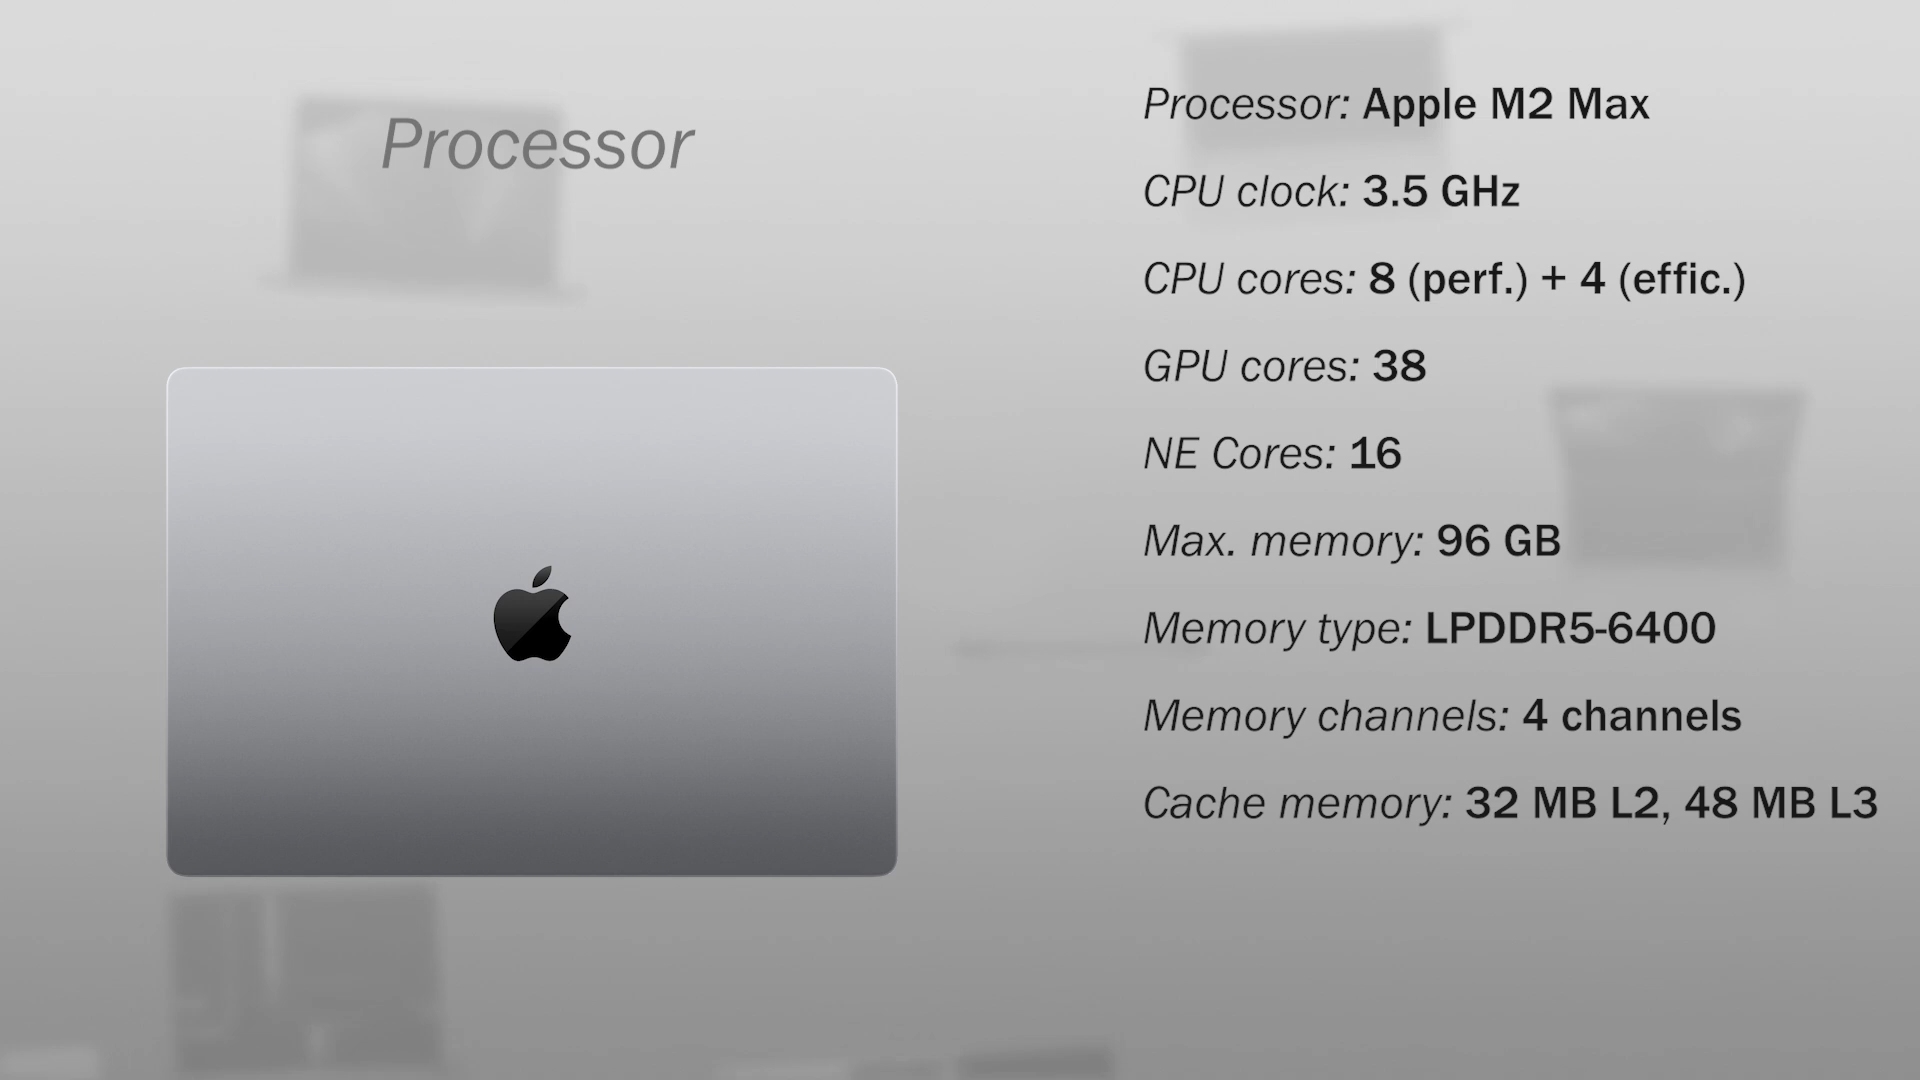 Processor
Processor: Apple M2 Max
CPU clock: 3.5 GHz
CPU cores: 8 (perf.) + 4 (effic.)
GPU cores: 38
NE Cores: 16
Max. memory: 96 GB
Memory type: LPDDR5-6400
Memory channels: 4 channels
Cache memory: 32 MB L2, 48 MB L3